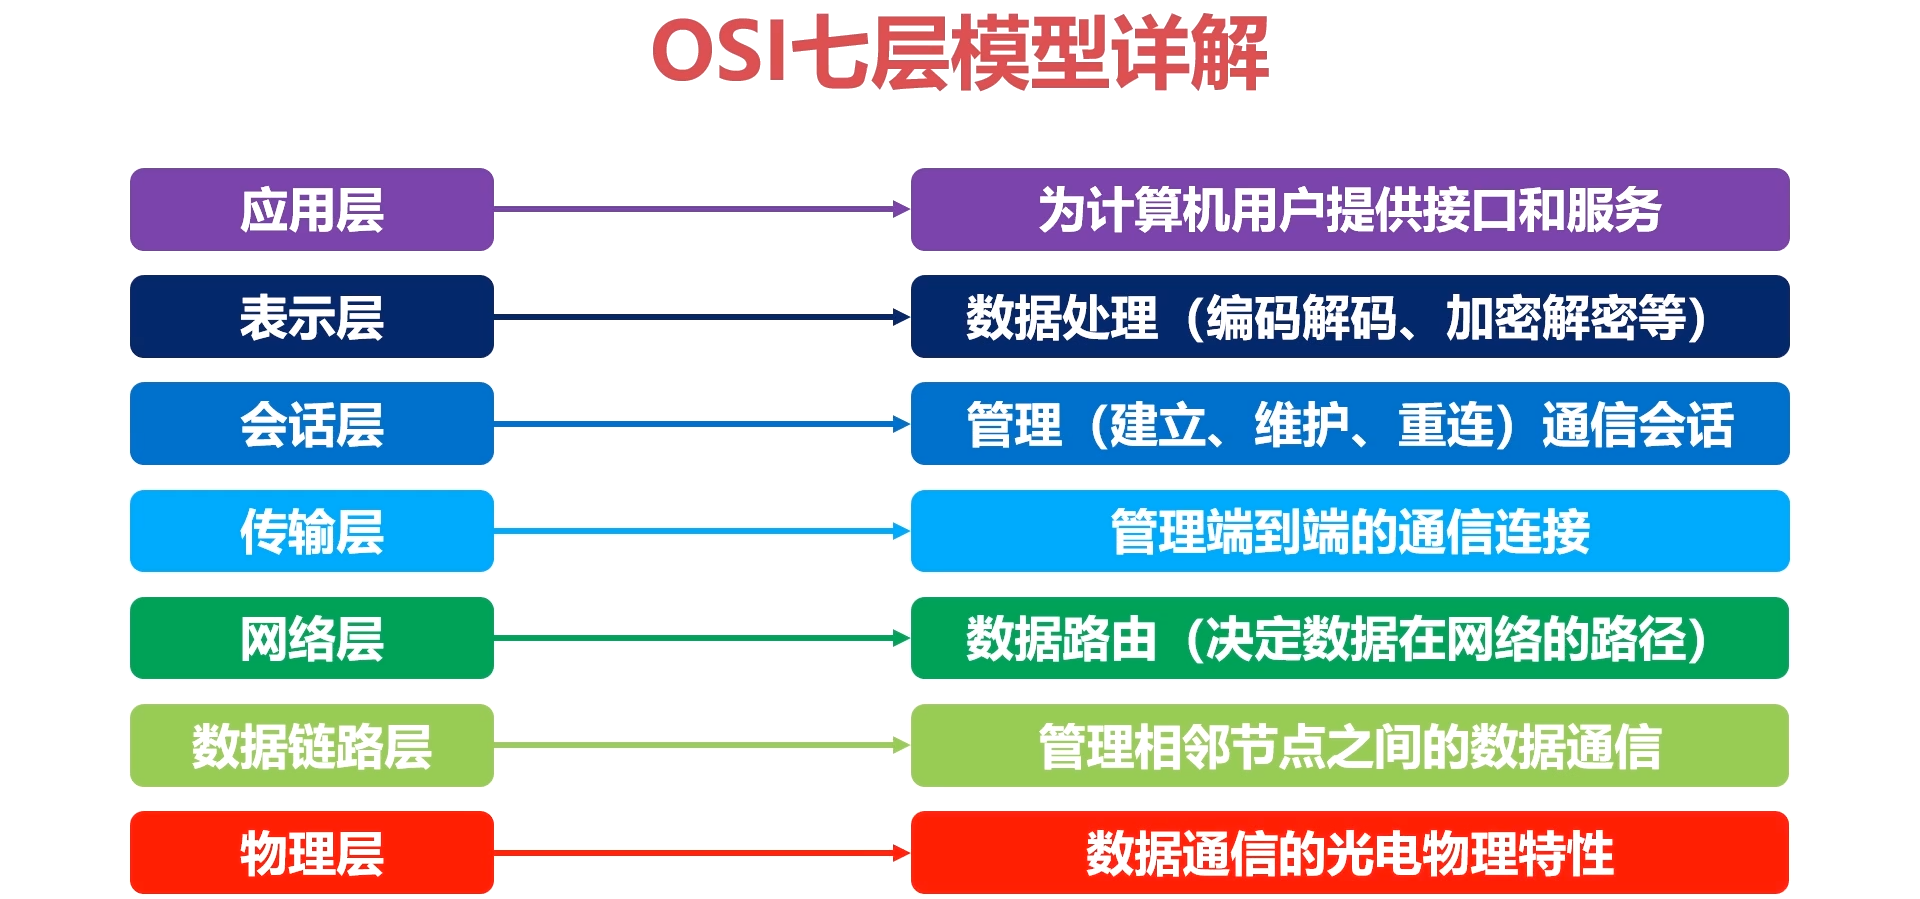 OSI七层模型详解
应用层
为计算机用户提供接口和服务
表示层
数据处理（编码解码、加密解密等）
会话层
管理（建立、维护、重连）通信会话
传输层
管理端到端的通信连接
网络层
数据路由（决定数据在网络的路径）
数据链路层
管理相邻节点之间的数据通信
物理层
数据通信的光电物理特性